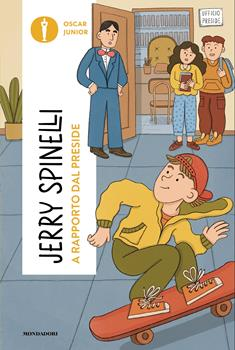 OSCAR
JUNIOR
UFFICIO
PRESIDE
JERRY SPINELLI
A RAPPORTO DAL PRESIDE
MONDADORI